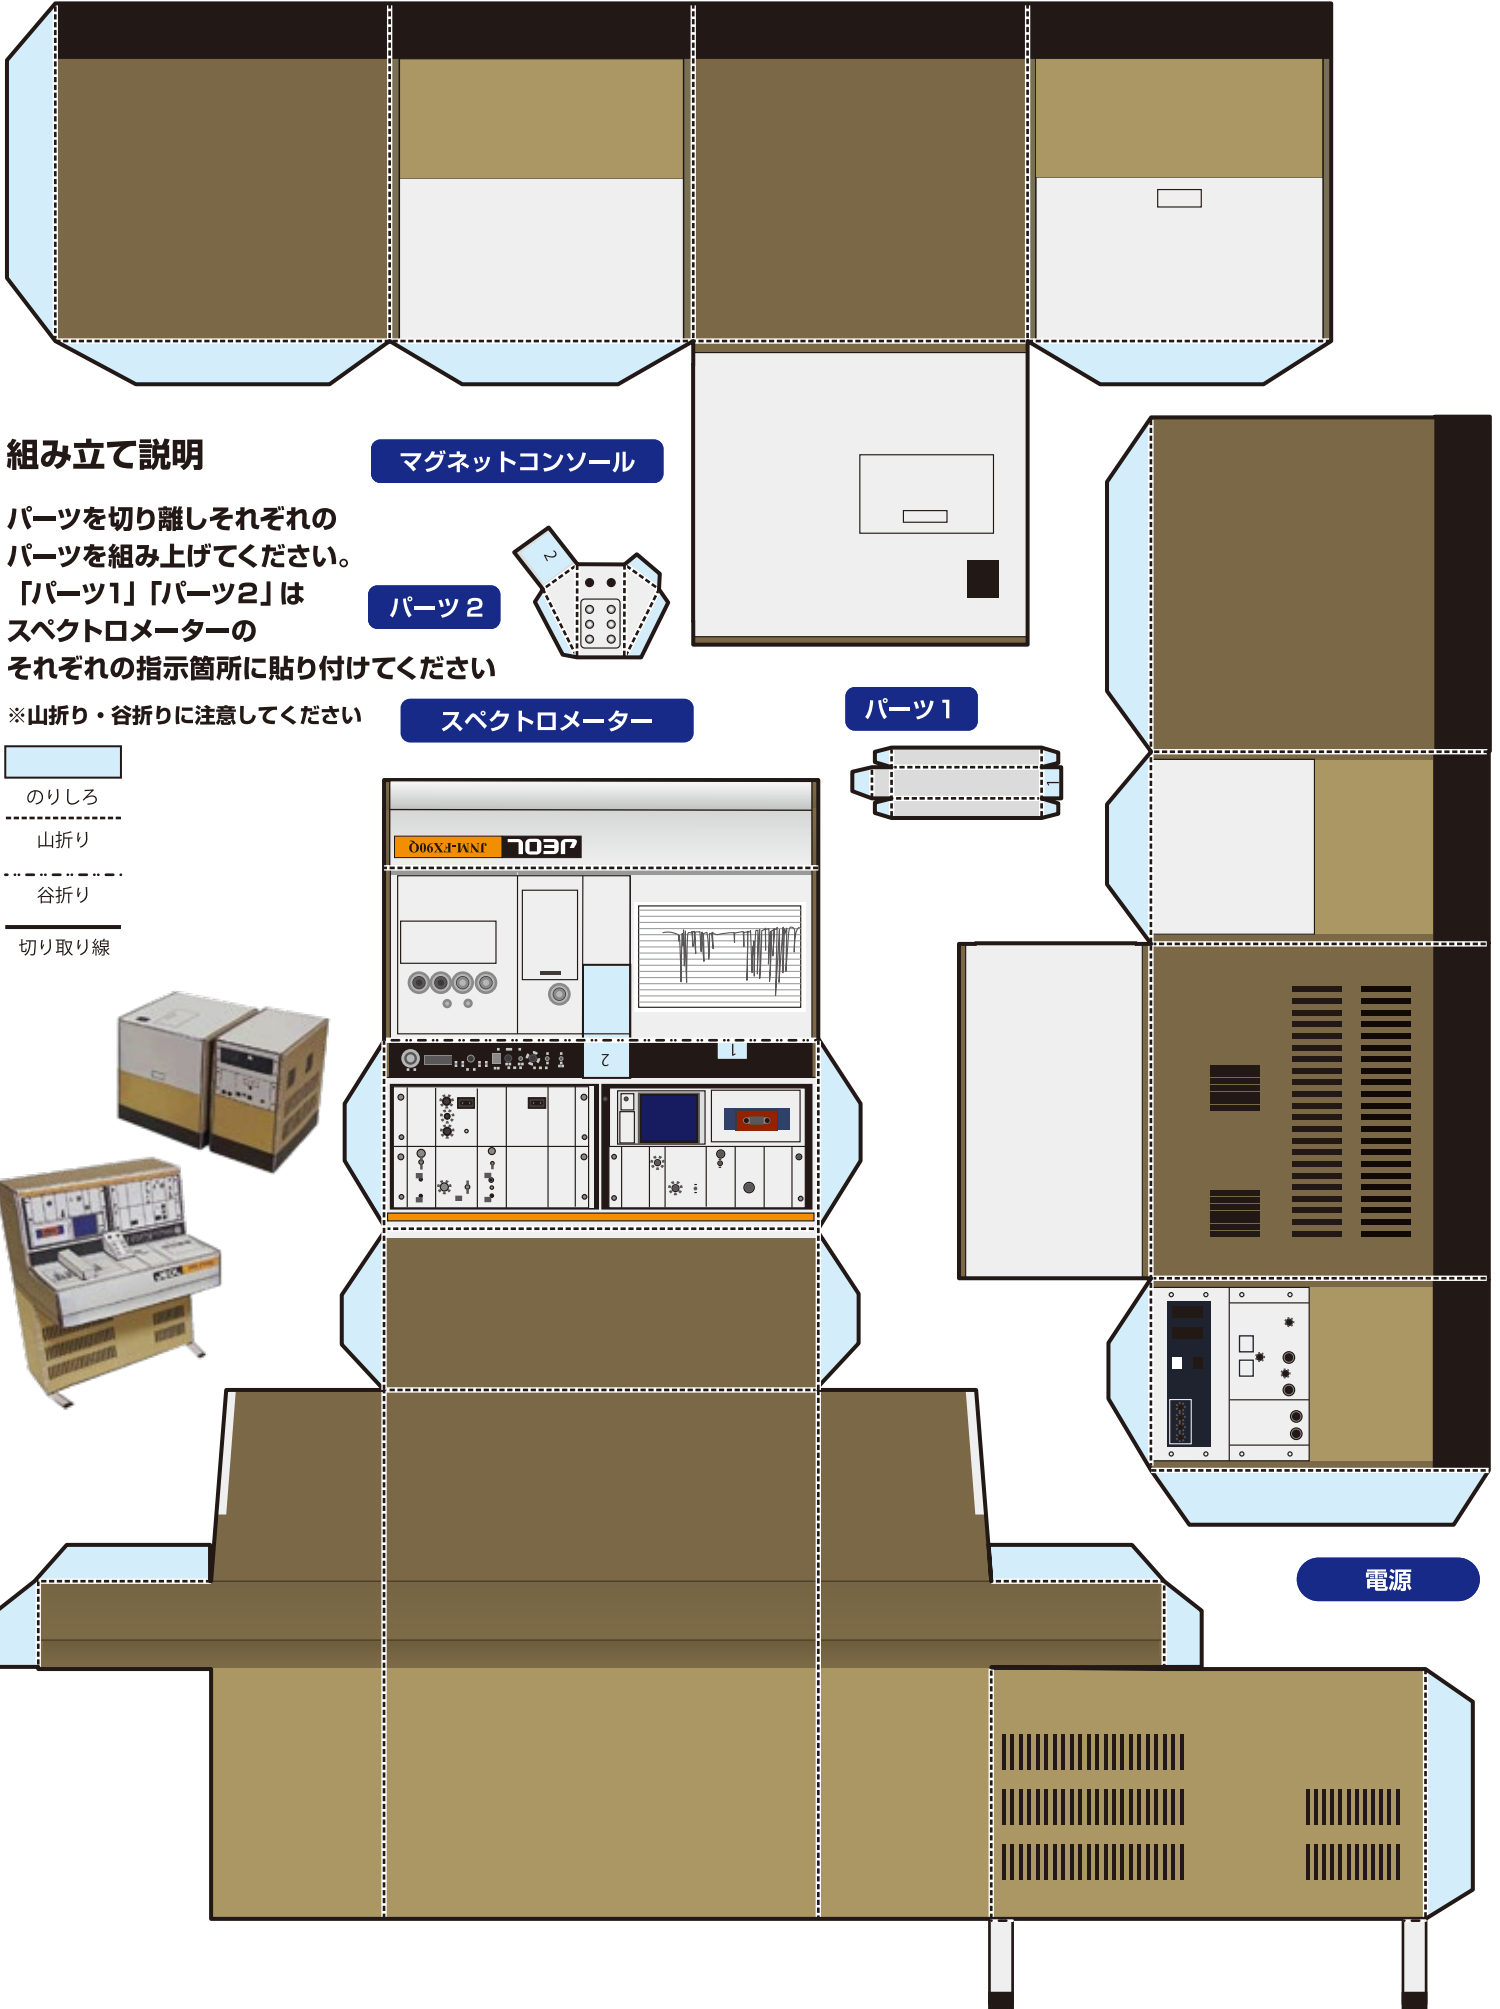 組み立て説明
パーツを切り離しそれぞれの
パーツを組み上げてください。
「パーツ1」「パーツ2」は
スペクトロメーターの
それぞれの指示箇所に貼り付けてください
※山折り・谷折りに注意してください
のりしろ
山折り
谷折り
切り取り線
マグネットコンソール
パーツ 2
2
スペクトロメーター
パーツ 1
1
JEOL JNM-FX90Q
2
1
電源